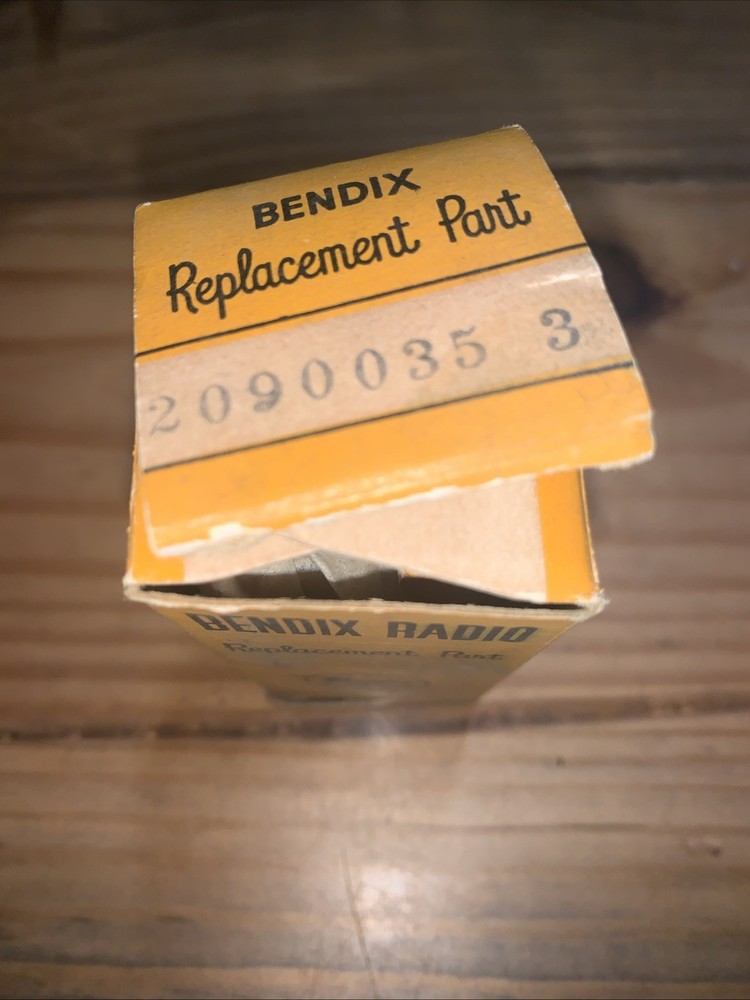 BENDIX
Replacement Part
2090035 3
BENDIX RADIO
Replacement Part